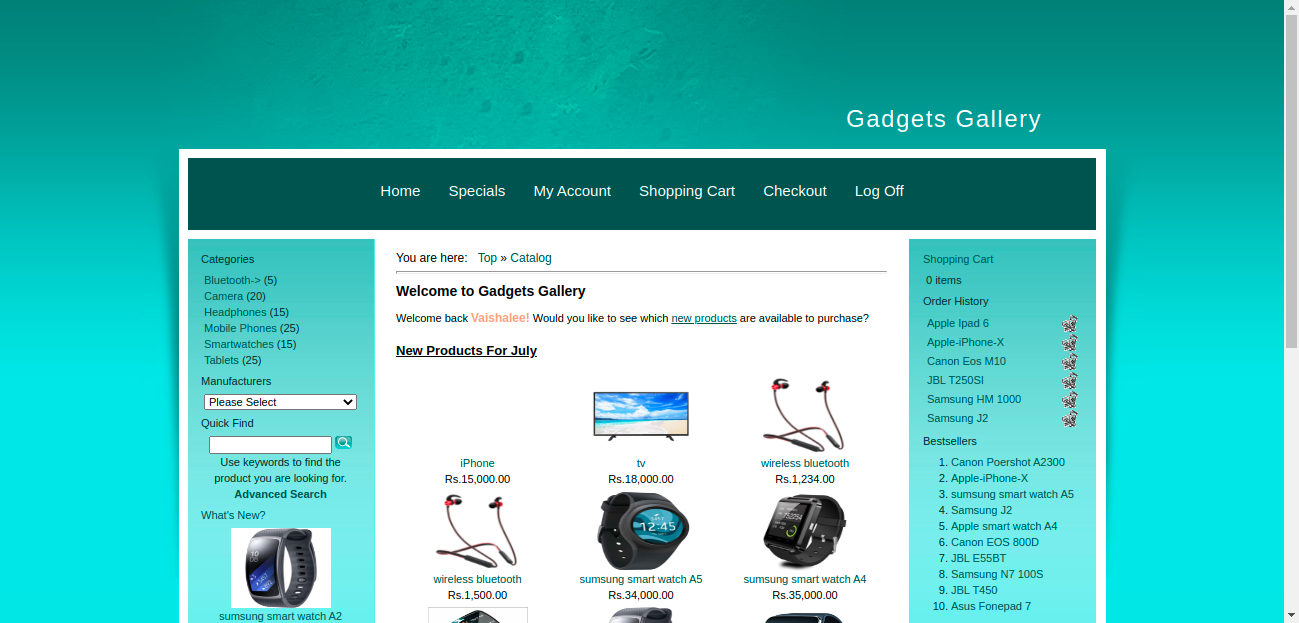 Gadgets Gallery
Home Specials My Account Shopping Cart Checkout Log Off
Categories
Bluetooth-> (5)
Camera (20)
Headphones (15)
Mobile Phones (25)
Smartwatches (15)
Tablets (25)
Manufacturers
Please Select
Quick Find
Use keywords to find the
product you are looking for.
Advanced Search
What's New?
sumsung smart watch A2
You are here: Top » Catalog
Welcome to Gadgets Gallery
Welcome back Vaishalee! Would you like to see which new products are available to purchase?
New Products For July
iPhone
Rs.15,000.00
tv
Rs.18,000.00
wireless bluetooth
Rs.1,234.00
wireless bluetooth
Rs.1,500.00
12:45
sumsung smart watch A5
Rs.34,000.00
sumsung smart watch A4
Rs.35,000.00
Shopping Cart
0 items
Order History
Apple Ipad 6
Apple-iPhone-X
Canon Eos M10
JBL T250SI
Samsung HM 1000
Samsung J2
Bestsellers
1. Canon Poershot A2300
2. Apple-iPhone-X
3. sumsung smart watch A5
4. Samsung J2
5. Apple smart watch A4
6. Canon EOS 800D
7. JBL E55BT
8. Samsung N7 100S
9. JBL T450
10. Asus Fonepad 7